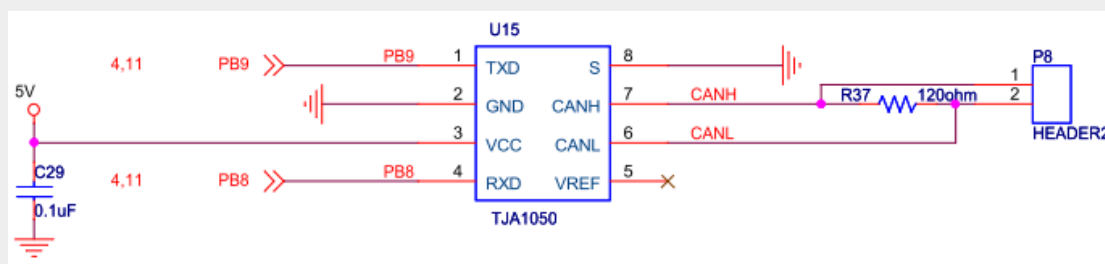 U15
4,11 PB9 PB9 1 TXD S 8
P8
5V 2 GND CANH 7 CANH R37 120ohm 1
2
3 VCC CANL 6 CANL HEADER2
C29 4,11 PB8 PB8 4 RXD VREF 5
0.1uF TJA1050